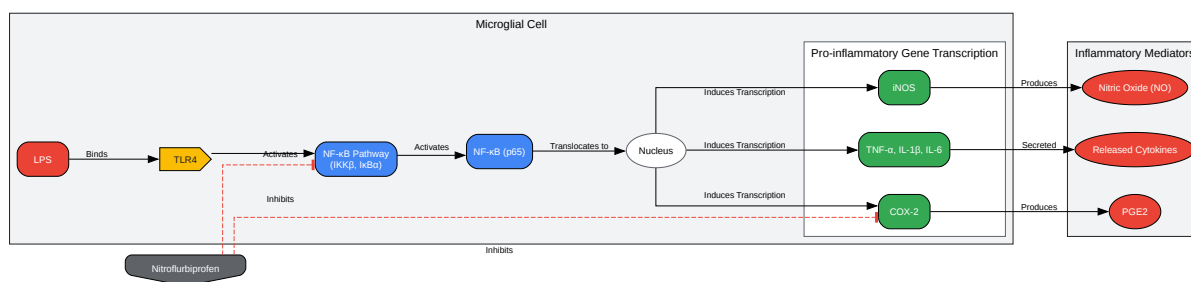 Microglial Cell
Pro-inflammatory Gene Transcription
Inflammatory Mediators
iNOS
Induces Transcription
Produces
Nitric Oxide (NO)
LPS
Binds
TLR4
Activates
NF-κB Pathway
(IKKβ, IκBα)
Activates
NF-κB (p65)
Translocates to
Nucleus
Induces Transcription
TNF-α, IL-1β, IL-6
Secreted
Released Cytokines
Inhibits
Induces Transcription
COX-2
Produces
PGE2
Inhibits
Nitroflurbiprofen